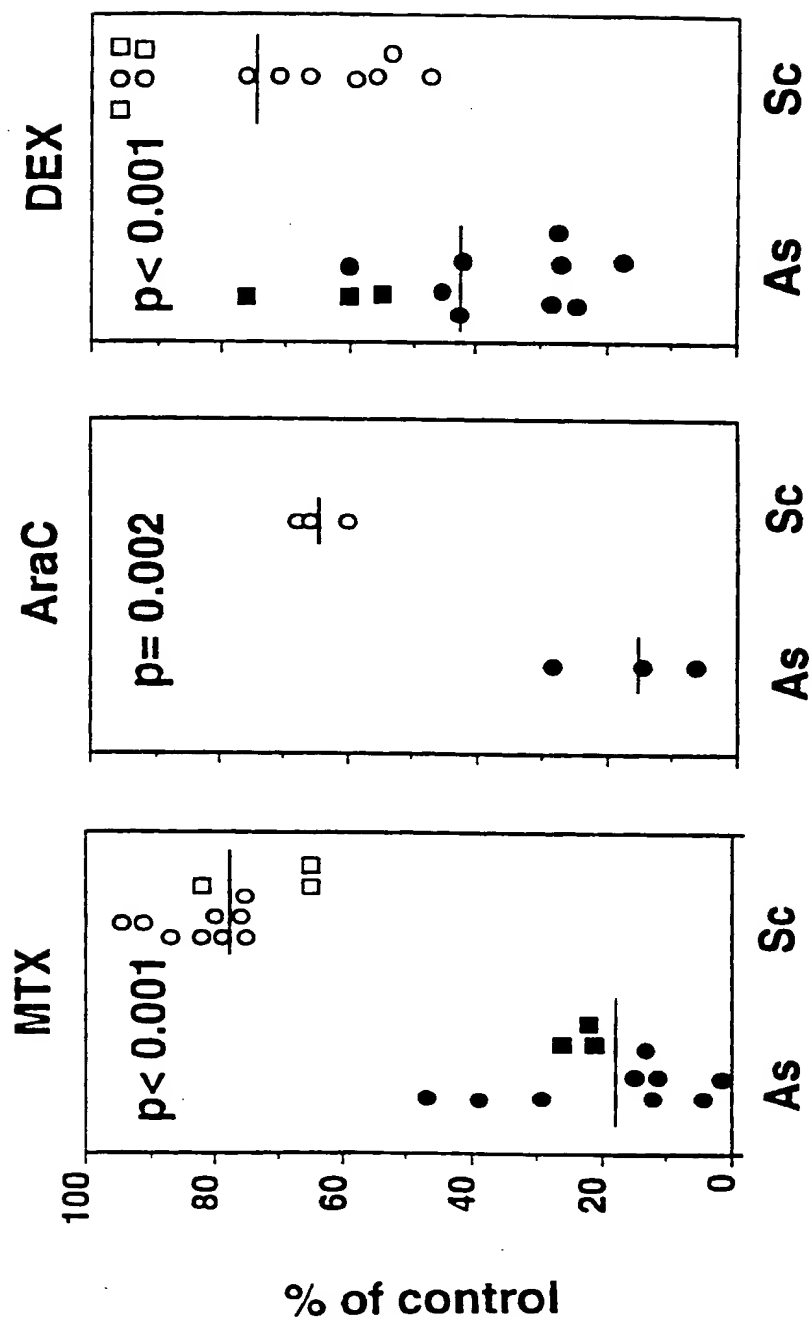 MTX
AraC
DEX
p< 0.001
p= 0.002
p< 0.001
% of control
100
80
60
40
20
0
As
Sc
As
Sc
As
Sc